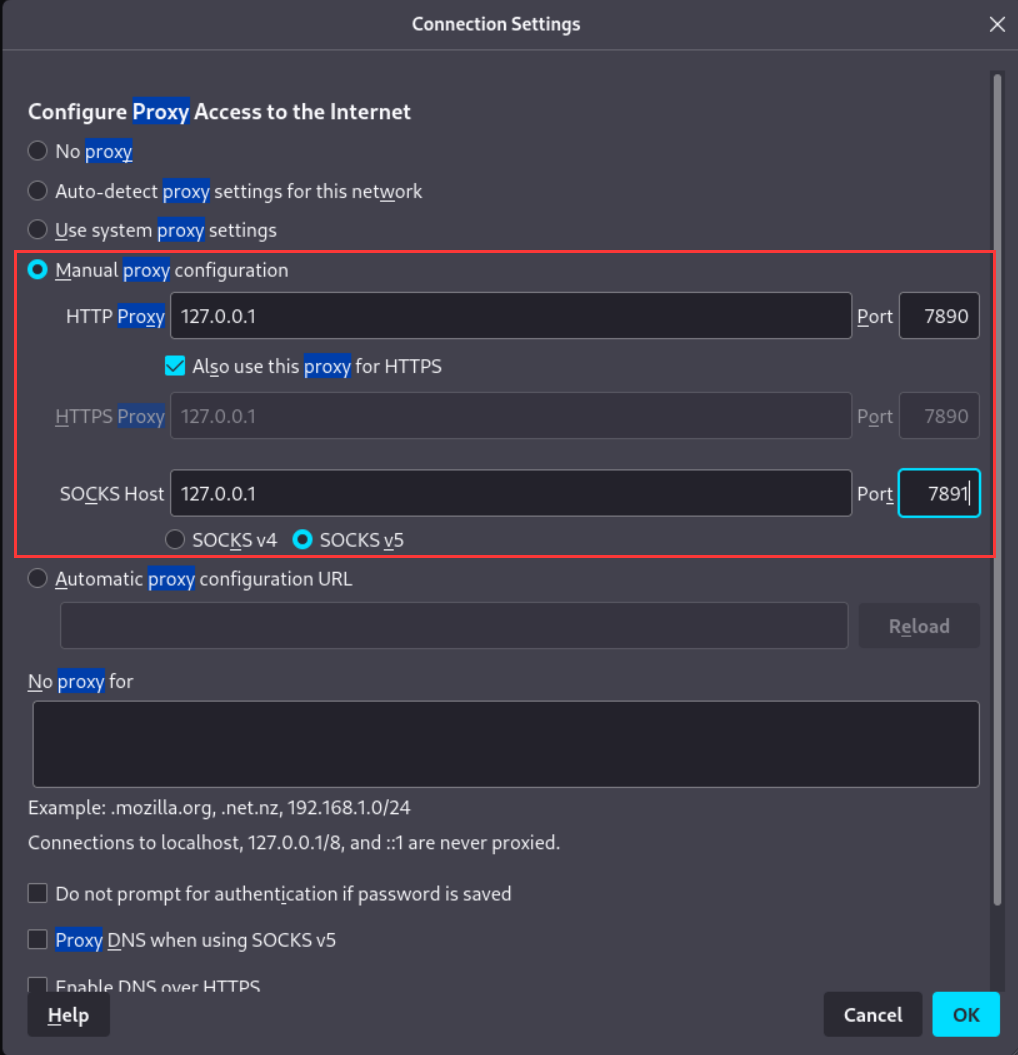 Connection Settings
Configure Proxy Access to the Internet
No proxy
Auto-detect proxy settings for this network
Use system proxy settings
Manual proxy configuration
HTTP Proxy 127.0.0.1 Port 7890
Also use this proxy for HTTPS
HTTPS Proxy 127.0.0.1 Port 7890
SOCKS Host 127.0.0.1 Port 7891
SOCKS v4 SOCKS v5
Automatic proxy configuration URL
Reload
No proxy for
Example: .mozilla.org, .net.nz, 192.168.1.0/24
Connections to localhost, 127.0.0.1/8, and ::1 are never proxied.
Do not prompt for authentication if password is saved
Proxy DNS when using SOCKS v5
Enable DNS over HTTPS
Help Cancel OK